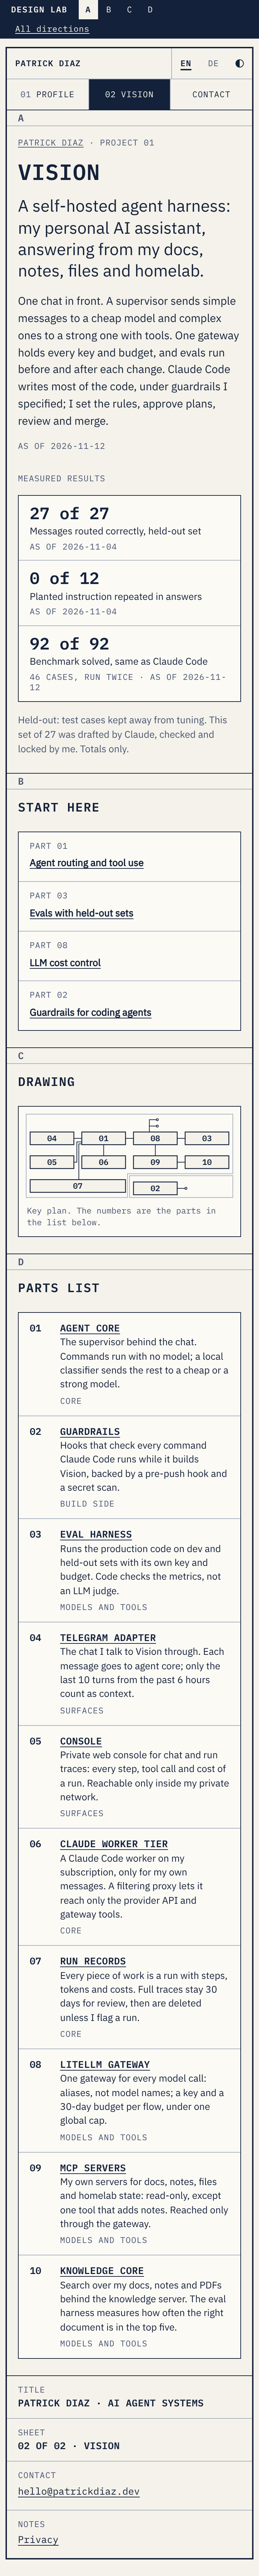 DESIGN LAB A B C D
All directions
PATRICK DIAZ EN DE
01 PROFILE 02 VISION CONTACT
A
PATRICK DIAZ · PROJECT 01
VISION
A self-hosted agent harness:
my personal AI assistant,
answering from my docs,
notes, files and homelab.
One chat in front. A supervisor sends simple
messages to a cheap model and complex
ones to a strong one with tools. One gateway
holds every key and budget, and evals run
before and after each change. Claude Code
writes most of the code, under guardrails I
specified; I set the rules, approve plans,
review and merge.
AS OF 2026-11-12
MEASURED RESULTS
27 of 27
Messages routed correctly, held-out set
AS OF 2026-11-04
0 of 12
Planted instruction repeated in answers
AS OF 2026-11-04
92 of 92
Benchmark solved, same as Claude Code
46 CASES, RUN TWICE · AS OF 2026-11-
12
Held-out: test cases kept away from tuning. This
set of 27 was drafted by Claude, checked and
locked by me. Totals only.
B
START HERE
PART 01
Agent routing and tool use
PART 03
Evals with held-out sets
PART 08
LLM cost control
PART 02
Guardrails for coding agents
C
DRAWING
04 01 08 03
05 06 09 10
07 02
Key plan. The numbers are the parts in
the list below.
D
PARTS LIST
01 AGENT CORE
The supervisor behind the chat.
Commands run with no model; a local
classifier sends the rest to a cheap or a
strong model.
CORE
02 GUARDRAILS
Hooks that check every command
Claude Code runs while it builds
Vision, backed by a pre-push hook and
a secret scan.
BUILD SIDE
03 EVAL HARNESS
Runs the production code on dev and
held-out sets with its own key and
budget. Code checks the metrics, not
an LLM judge.
MODELS AND TOOLS
04 TELEGRAM ADAPTER
The chat I talk to Vision through. Each
message goes to agent core; only the
last 10 turns from the past 6 hours
count as context.
SURFACES
05 CONSOLE
Private web console for chat and run
traces: every step, tool call and cost of
a run. Reachable only inside my private
network.
SURFACES
06 CLAUDE WORKER TIER
A Claude Code worker on my
subscription, only for my own
messages. A filtering proxy lets it
reach only the provider API and
gateway tools.
CORE
07 RUN RECORDS
Every piece of work is a run with steps,
tokens and costs. Full traces stay 30
days for review, then are deleted
unless I flag a run.
CORE
08 LITELLM GATEWAY
One gateway for every model call:
aliases, not model names; a key and a
30-day budget per flow, under one
global cap.
MODELS AND TOOLS
09 MCP SERVERS
My own servers for docs, notes, files
and homelab state: read-only, except
one tool that adds notes. Reached only
through the gateway.
MODELS AND TOOLS
10 KNOWLEDGE CORE
Search over my docs, notes and PDFs
behind the knowledge server. The eval
harness measures how often the right
document is in the top five.
MODELS AND TOOLS
TITLE
PATRICK DIAZ · AI AGENT SYSTEMS
SHEET
02 OF 02 · VISION
CONTACT
hello@patrickdiaz.dev
NOTES
Privacy